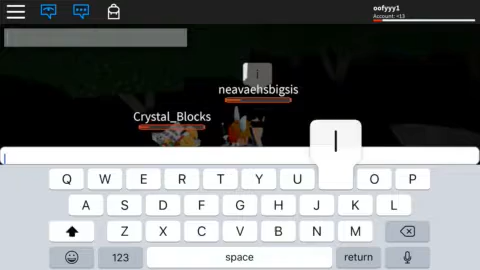 oofyyy1
Account: <13
i
neavaehsbigsis
Crystal_Blocks
I
Q W E R T Y U O P
A S D F G H J K L
Z X C V B N M
123 space return